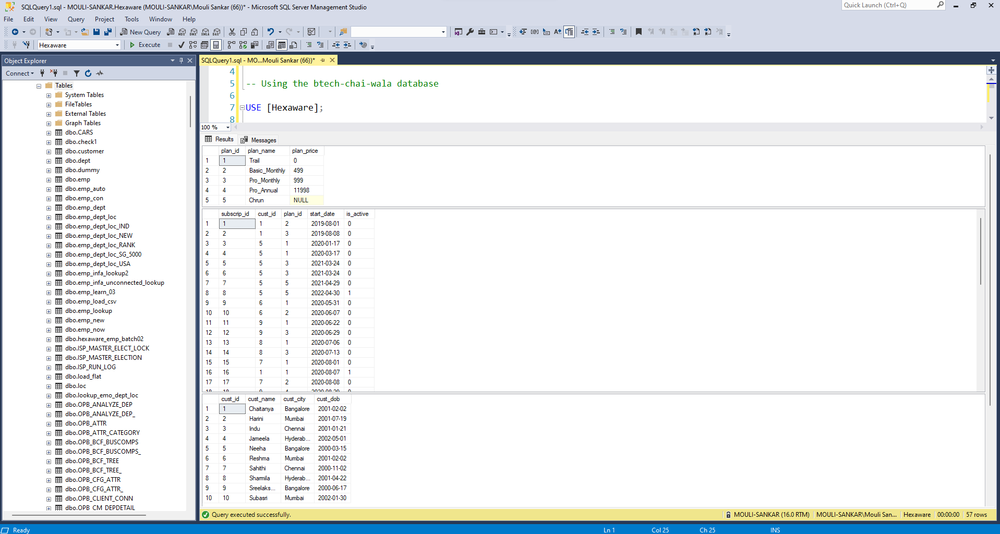 SQLQuery1.sql - MOULI-SANKAR.Hexaware (MOULI-SANKAR\Mouli Sankar (66))* - Microsoft SQL Server Management Studio
Quick Launch (Ctrl+Q)
File Edit View Query Project Tools Window Help
New Query MDX DMX XMLA DAX
Hexaware Execute
Object Explorer
Connect
Tables
System Tables
FileTables
External Tables
Graph Tables
dbo.CARS
dbo.check1
dbo.customer
dbo.dept
dbo.dummy
dbo.emp
dbo.emp_auto
dbo.emp_con
dbo.emp_dept
dbo.emp_dept_loc
dbo.emp_dept_loc_IND
dbo.emp_dept_loc_NEW
dbo.emp_dept_loc_RANK
dbo.emp_dept_loc_SG_5000
dbo.emp_dept_loc_USA
dbo.emp_infa_lookup2
dbo.emp_infa_unconnected_lookup
dbo.emp_learn_03
dbo.emp_load_csv
dbo.emp_lookup
dbo.emp_new
dbo.emp_now
dbo.hexaware_emp_batch02
dbo.ISP_MASTER_ELECT_LOCK
dbo.ISP_MASTER_ELECTION
dbo.ISP_RUN_LOG
dbo.load_flat
dbo.loc
dbo.lookup_emo_dept_loc
dbo.OPB_ANALYZE_DEP
dbo.OPB_ANALYZE_DEP_
dbo.OPB_ATTR
dbo.OPB_ATTR_CATEGORY
dbo.OPB_BCF_BUSCOMPS
dbo.OPB_BCF_BUSCOMPS_
dbo.OPB_BCF_TREE
dbo.OPB_BCF_TREE_
dbo.OPB_CFG_ATTR
dbo.OPB_CFG_ATTR_
dbo.OPB_CLIENT_CONN
dbo.OPB_CM_DEPDETAIL
SQLQuery1.sql - MO...Mouli Sankar (66))*
4
5 -- Using the btech-chai-wala database
6
7 USE [Hexaware];
8
100 %
Results Messages
plan_id plan_name plan_price
1 1 Trail 0
2 2 Basic_Monthly 499
3 3 Pro_Monthly 999
4 4 Pro_Annual 11998
5 5 Chrun NULL
subscrip_id cust_id plan_id start_date is_active
1 1 1 2 2019-08-01 0
2 2 1 3 2019-08-08 0
3 3 5 1 2020-01-17 0
4 4 5 1 2020-03-17 0
5 5 5 3 2021-03-24 0
6 6 5 3 2021-03-24 0
7 7 5 5 2021-04-29 0
8 8 5 5 2022-04-30 1
9 9 6 1 2020-05-31 0
10 10 6 2 2020-06-07 0
11 11 9 1 2020-06-22 0
12 12 9 3 2020-06-29 0
13 13 8 1 2020-07-06 0
14 14 8 3 2020-07-13 0
15 15 7 1 2020-08-01 0
16 16 1 1 2020-08-07 1
17 17 7 2 2020-08-08 0
18 18 9 4 2020-08-29 0
cust_id cust_name cust_city cust_dob
1 1 Chaitanya Bangalore 2001-02-02
2 2 Harini Mumbai 2001-07-19
3 3 Indu Chennai 2001-01-21
4 4 Jameela Hyderab... 2002-05-01
5 5 Neeha Bangalore 2000-03-15
6 6 Reshma Mumbai 2001-02-02
7 7 Sahithi Chennai 2000-11-02
8 8 Shamila Hyderab... 2001-04-22
9 9 Sreelaks... Bangalore 2000-06-17
10 10 Subasri Mumbai 2002-01-30
Query executed successfully. MOULI-SANKAR (16.0 RTM) MOULI-SANKAR\Mouli San... Hexaware 00:00:00 57 rows
Ready Ln 1 Col 25 Ch 25 INS